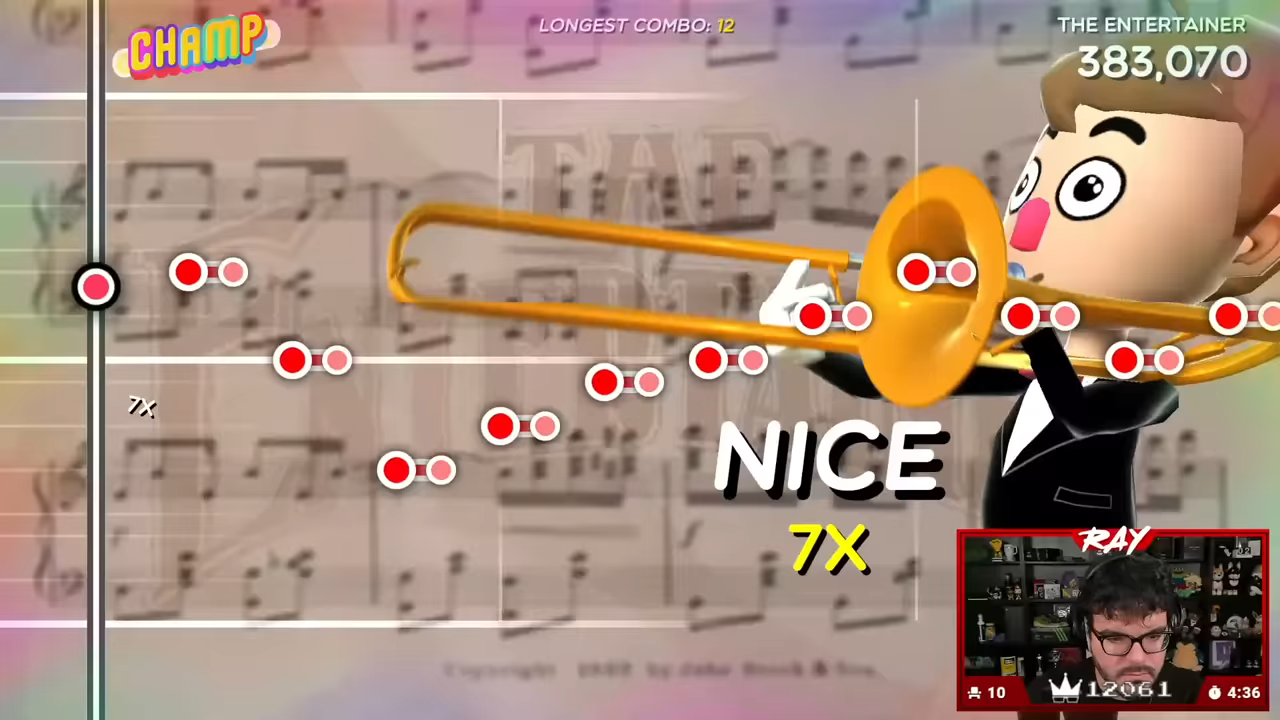 CHAMP
LONGEST COMBO: 12
THE ENTERTAINER
383,070
7X
NICE
7X
RAY
10
12061
4:36